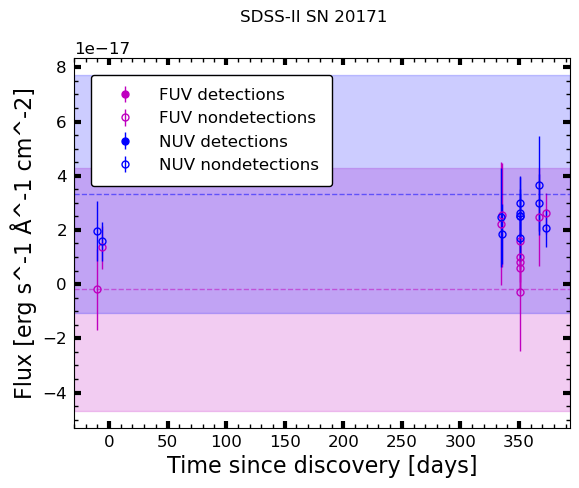 SDSS-II SN 20171
1e−17
Flux [erg s^-1 Å^-1 cm^-2]
8
6
4
2
0
−2
−4
FUV detections
FUV nondetections
NUV detections
NUV nondetections
0 50 100 150 200 250 300 350
Time since discovery [days]